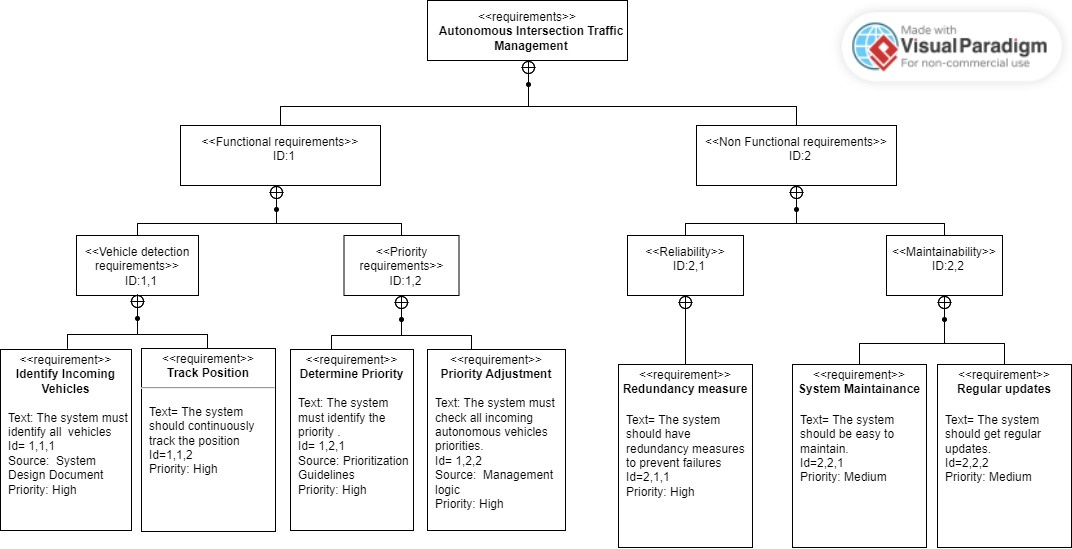 <<requirements>>
Autonomous Intersection Traffic
Management
Made with
Visual Paradigm
For non-commercial use
<<Functional requirements>>
ID:1
<<Non Functional requirements>>
ID:2
<<Vehicle detection
requirements>>
ID:1,1
<<Priority
requirements>>
ID:1,2
<<Reliability>>
ID:2,1
<<Maintainability>>
ID:2,2
<<requirement>>
Identify Incoming
Vehicles
Text: The system must
identify all vehicles
Id= 1,1,1
Source: System
Design Document
Priority: High
<<requirement>>
Track Position
Text= The system
should continuously
track the position
Id=1,1,2
Priority: High
<<requirement>>
Determine Priority
Text: The system
must identify the
priority .
Id= 1,2,1
Source: Prioritization
Guidelines
Priority: High
<<requirement>>
Priority Adjustment
Text: The system must
check all incoming
autonomous vehicles
priorities.
Id= 1,2,2
Source: Management
logic
Priority: High
<<requirement>>
Redundancy measure
Text= The system
should have
redundancy measures
to prevent failures
Id=2,1,1
Priority: High
<<requirement>>
System Maintainance
Text= The system
should be easy to
maintain.
Id=2,2,1
Priority: Medium
<<requirement>>
Regular updates
Text= The system
should get regular
updates.
Id=2,2,2
Priority: Medium